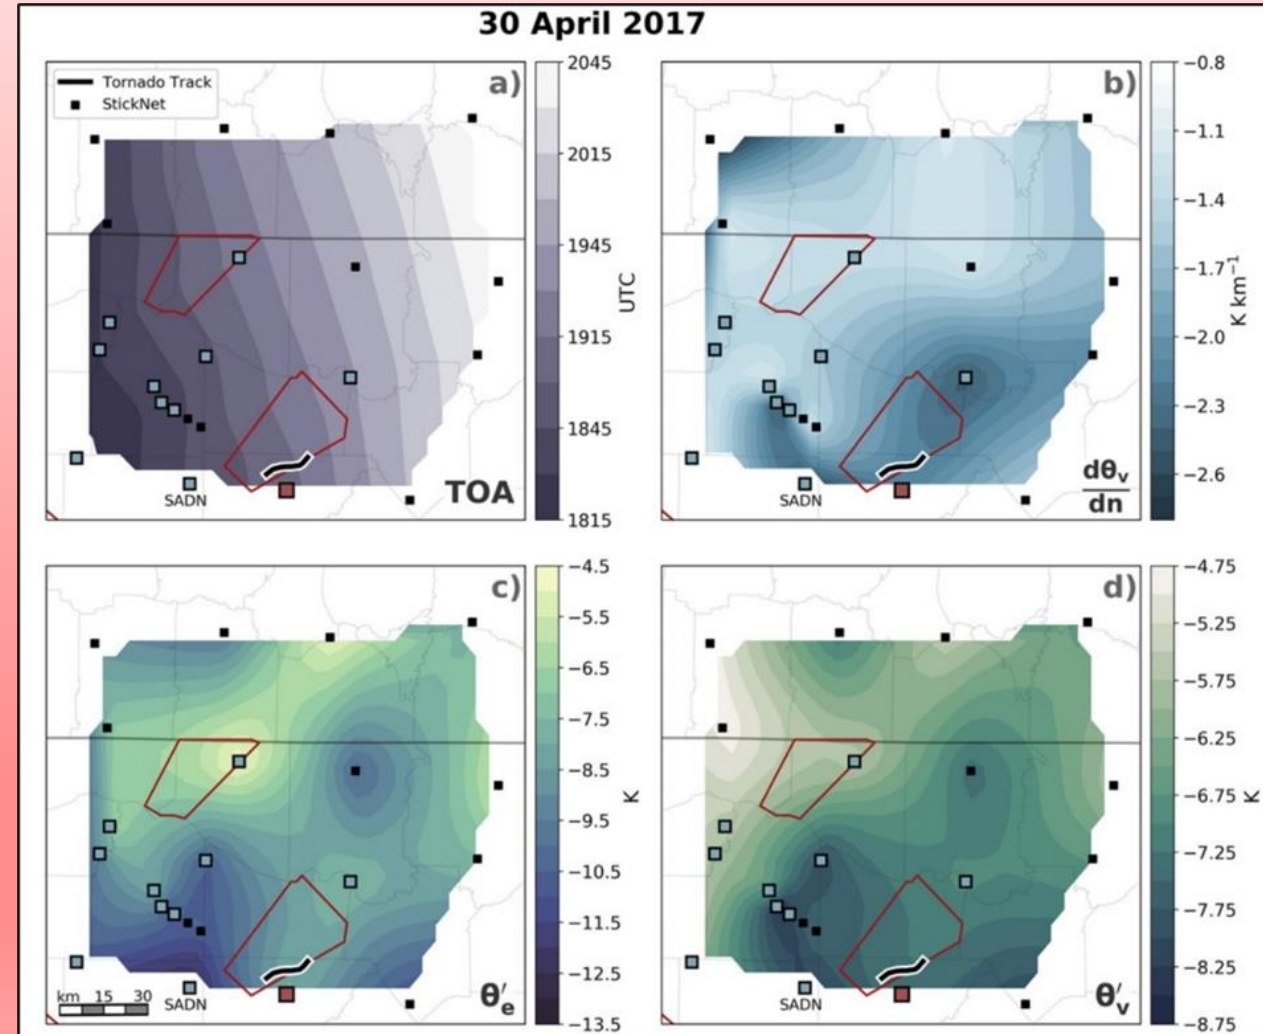 30 April 2017
Tornado Track
StickNet
a)
2045
2015
1945
1915
1845
1815
UTC
SADN
TOA
b)
−0.8
−1.1
−1.4
−1.7
−2.0
−2.3
−2.6
K km⁻¹
SADN
dθᵥ
dn
c)
−4.5
−5.5
−6.5
−7.5
−8.5
−9.5
−10.5
−11.5
−12.5
−13.5
K
km 15 30
SADN
θ′ₑ
d)
−4.75
−5.25
−5.75
−6.25
−6.75
−7.25
−7.75
−8.25
−8.75
K
SADN
θ′ᵥ